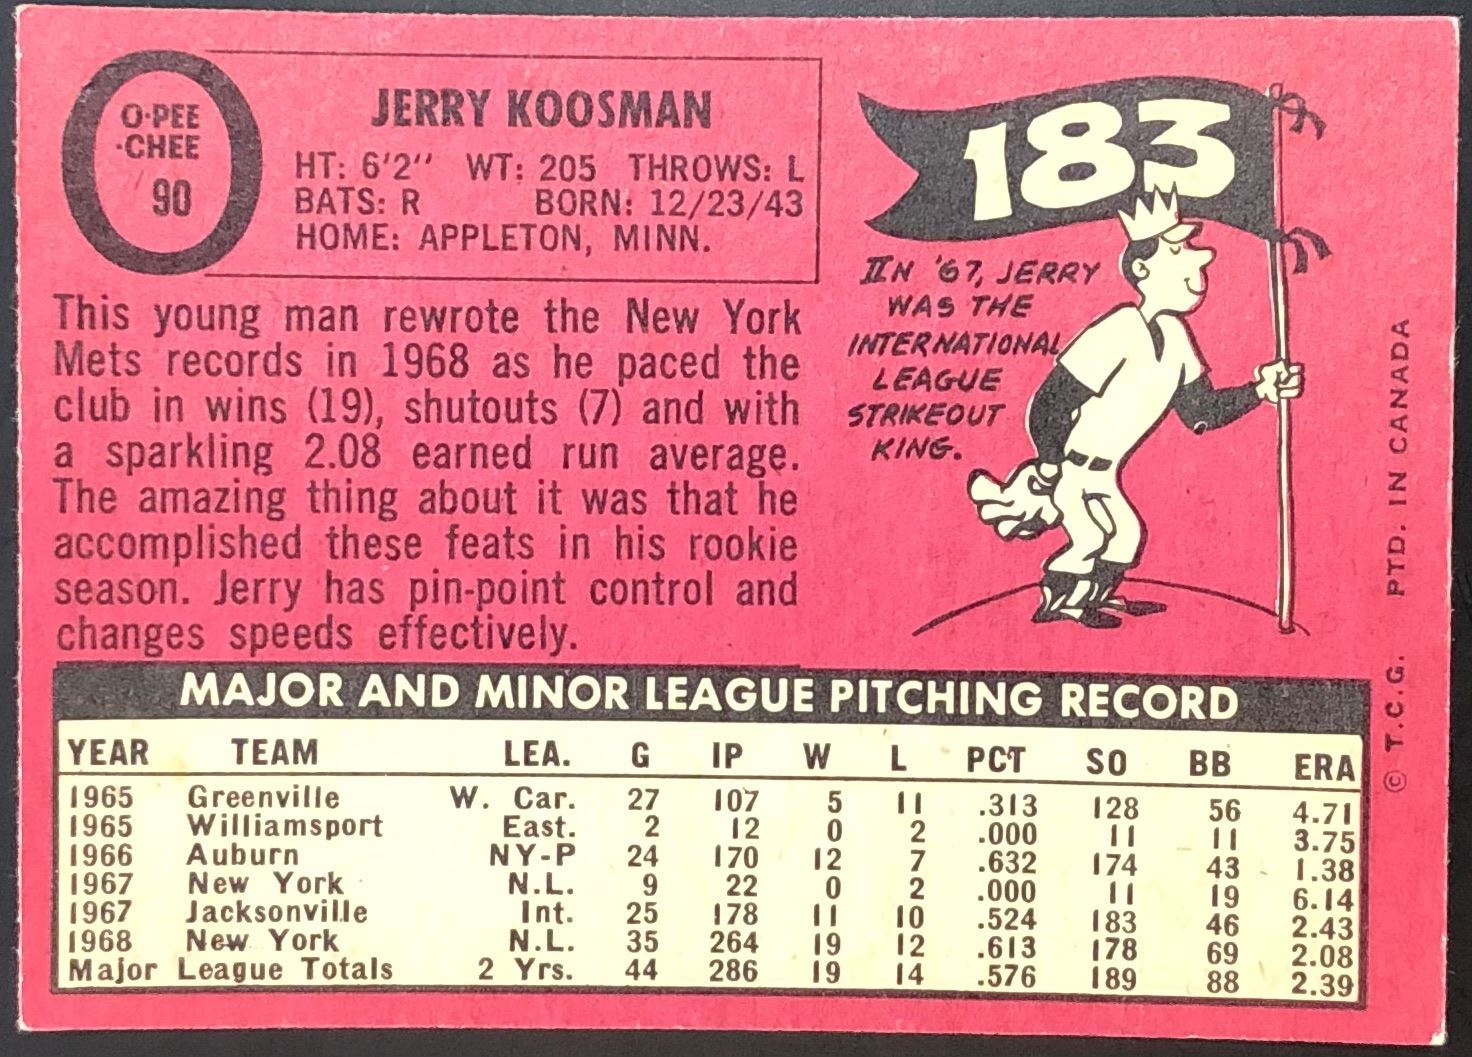 O-PEE
-CHEE
90
JERRY KOOSMAN
HT: 6'2" WT: 205 THROWS: L
BATS: R BORN: 12/23/43
HOME: APPLETON, MINN.
This young man rewrote the New York
Mets records in 1968 as he paced the
club in wins (19), shutouts (7) and with
a sparkling 2.08 earned run average.
The amazing thing about it was that he
accomplished these feats in his rookie
season. Jerry has pin-point control and
changes speeds effectively.
183
IN '67, JERRY
WAS THE
INTERNATIONAL
LEAGUE
STRIKEOUT
KING.
MAJOR AND MINOR LEAGUE PITCHING RECORD
YEAR TEAM LEA. G IP W L PCT SO BB ERA
1965 Greenville W. Car. 27 107 5 11 .313 128 56 4.71
1965 Williamsport East. 2 12 0 2 .000 11 11 3.75
1966 Auburn NY-P 24 170 12 7 .632 174 43 1.38
1967 New York N.L. 9 22 0 2 .000 11 19 6.14
1967 Jacksonville Int. 25 178 11 10 .524 183 46 2.43
1968 New York N.L. 35 264 19 12 .613 178 69 2.08
Major League Totals 2 Yrs. 44 286 19 14 .576 189 88 2.39
© T.C.G. PTD. IN CANADA